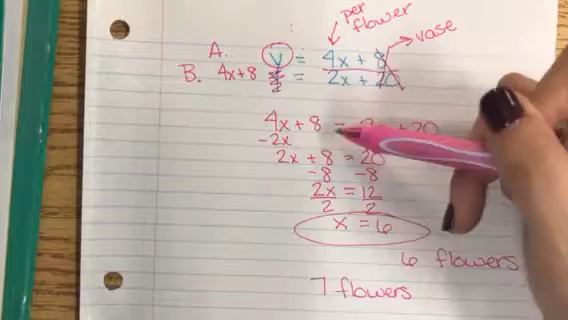 per
flower
vase
A. y = 4x + 8
B. 4x+8 = 2x + 20
4x + 8 = + 20
-2x
2x + 8 = 20
-8 -8
2x = 12
2 2
x = 6
6 flowers
7 flowers